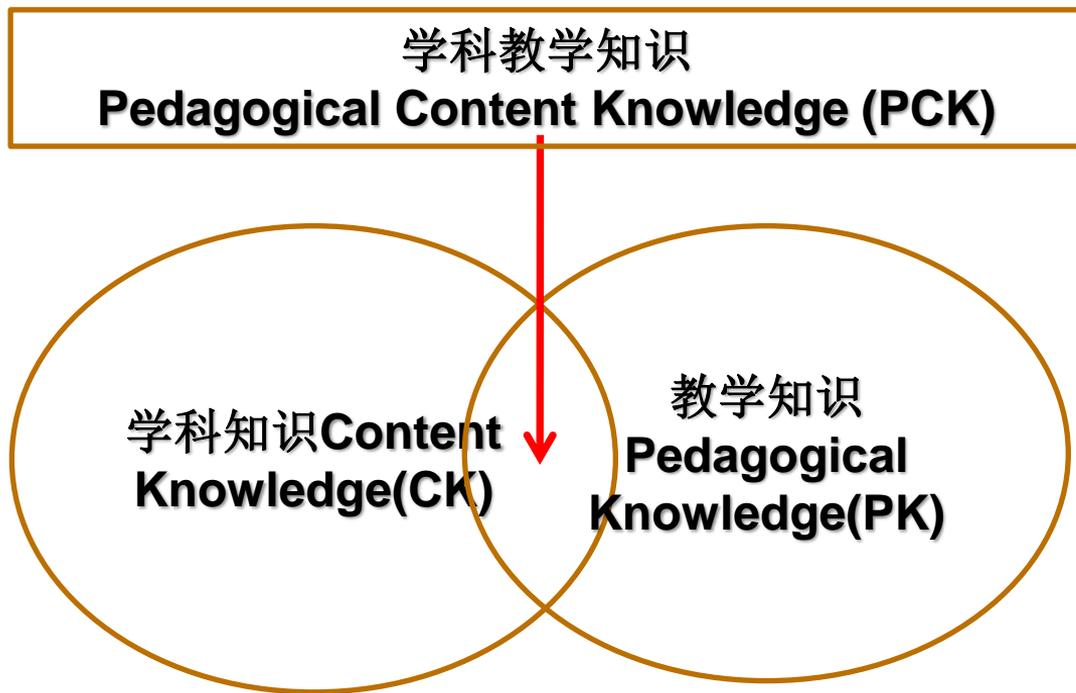 学科教学知识
Pedagogical Content Knowledge (PCK)
学科知识Content
Knowledge(CK)
教学知识
Pedagogical
Knowledge(PK)